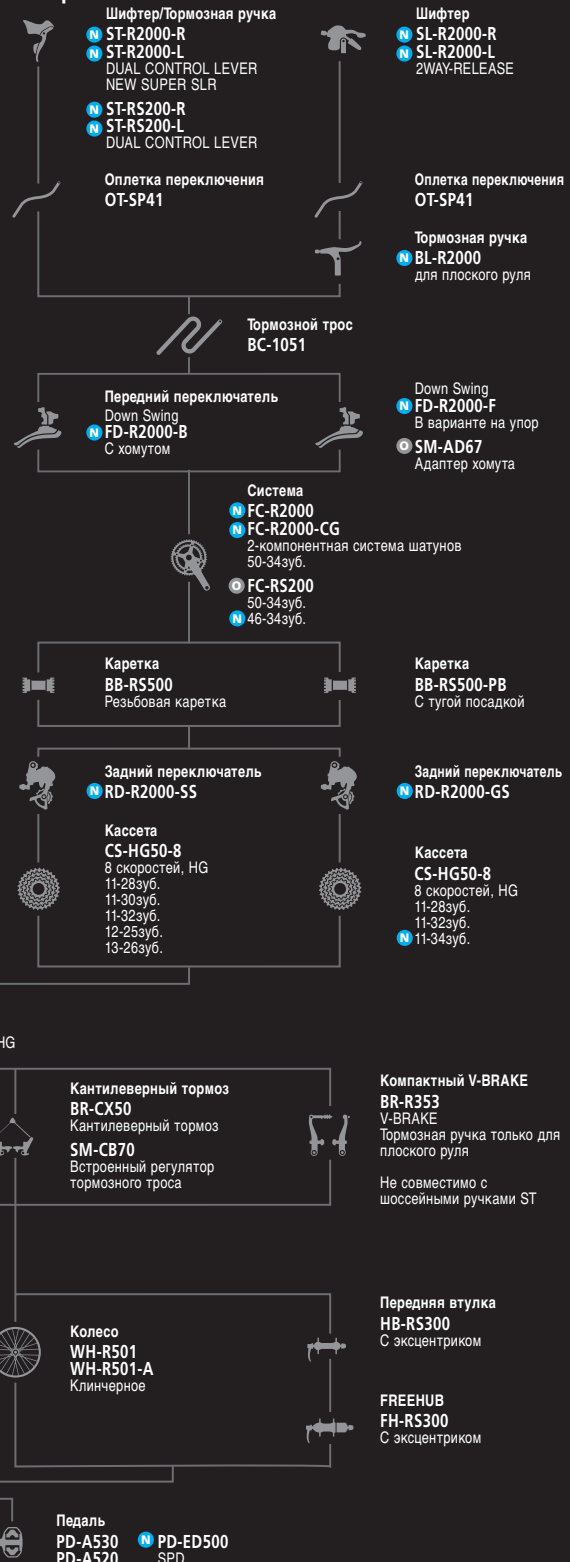 Шифтер/Тормозная ручка
N ST-R2000-R
N ST-R2000-L
DUAL CONTROL LEVER
NEW SUPER SLR
N ST-RS200-R
N ST-RS200-L
DUAL CONTROL LEVER
Шифтер
N SL-R2000-R
N SL-R2000-L
2WAY-RELEASE
Оплетка переключения
OT-SP41
Оплетка переключения
OT-SP41
Тормозная ручка
N BL-R2000
для плоского руля
Тормозной трос
BC-1051
Передний переключатель
Down Swing
N FD-R2000-B
С хомутом
Down Swing
N FD-R2000-F
В варианте на упор
O SM-AD67
Адаптер хомута
Система
N FC-R2000
N FC-R2000-CG
2-компонентная система шатунов
50-34зуб.
O FC-RS200
50-34зуб.
N 46-34зуб.
Каретка
BB-RS500
Резьбовая каретка
Каретка
BB-RS500-PB
С тугой посадкой
Задний переключатель
N RD-R2000-SS
Задний переключатель
N RD-R2000-GS
Кассета
CS-HG50-8
8 скоростей, HG
11-28зуб.
11-30зуб.
11-32зуб.
12-25зуб.
13-26зуб.
Кассета
CS-HG50-8
8 скоростей, HG
11-28зуб.
11-32зуб.
N 11-34зуб.
HG
Кантилеверный тормоз
BR-CX50
Кантилеверный тормоз
SM-CB70
Встроенный регулятор
тормозного троса
Компактный V-BRAKE
BR-R353
V-BRAKE
Тормозная ручка только для
плоского руля
Не совместимо с
шоссейными ручками ST
Колесо
WH-R501
WH-R501-A
Клинчерное
Передняя втулка
HB-RS300
С эксцентриком
FREEHUB
FH-RS300
С эксцентриком
Педаль
PD-A530
PD-A520
N PD-ED500
SPD